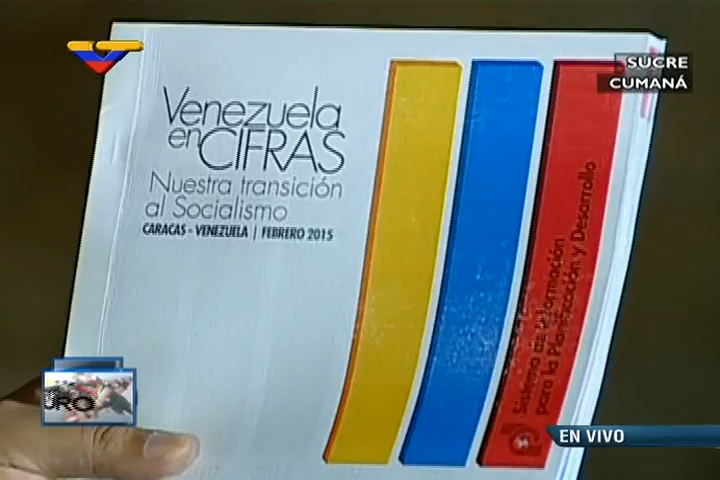 SUCRE
CUMANÁ
Venezuela
en CIFRAS
Nuestra transición
al Socialismo
CARACAS - VENEZUELA | FEBRERO 2015
Sistema de Información
para la Planificación y Desarrollo
URO
EN VIVO